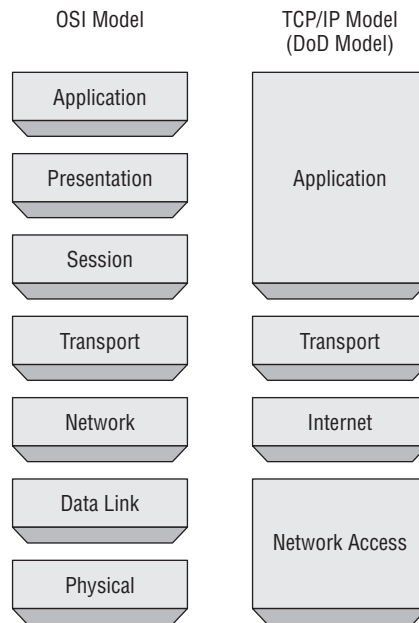 OSI Model
Application
Presentation
Session
Transport
Network
Data Link
Physical
TCP/IP Model
(DoD Model)
Application
Transport
Internet
Network Access